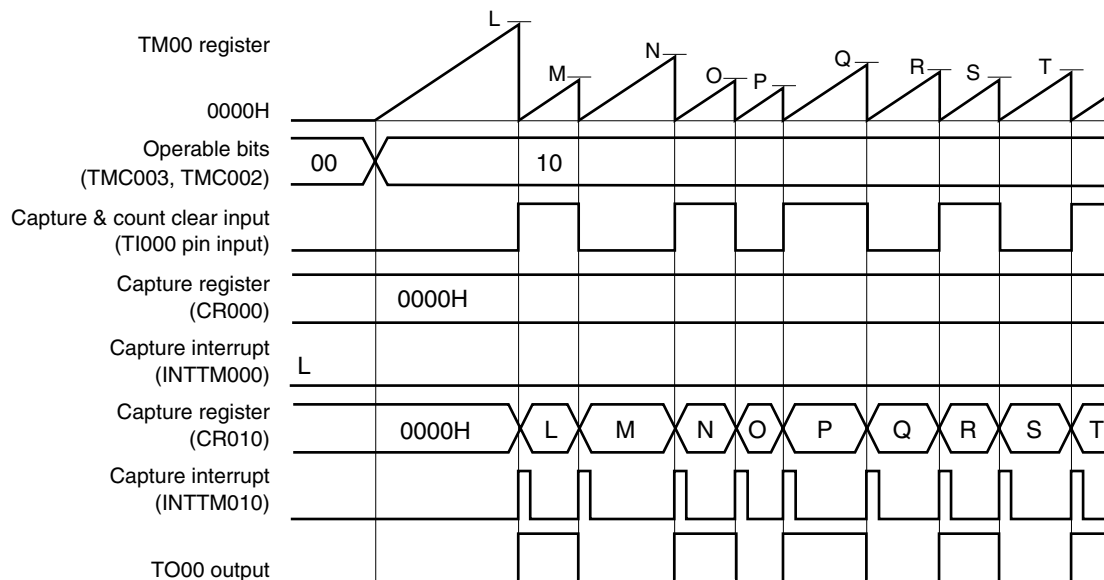 TM00 register
0000H
L
M
N
O
P
Q
R
S
T
Operable bits
(TMC003, TMC002)
00
10
Capture & count clear input
(TI000 pin input)
Capture register
(CR000)
0000H
Capture interrupt
(INTTM000)
L
Capture register
(CR010)
0000H
L
M
N
O
P
Q
R
S
T
Capture interrupt
(INTTM010)
TO00 output